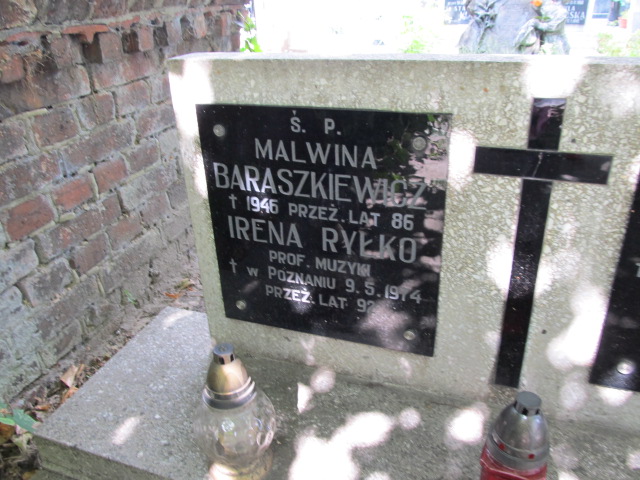 Ś. P.
MALWINA
BARASZKIEWICZ
† 1946 PRZEŻ. LAT 86
IRENA RYŁKO
PROF. MUZYKI
† W POZNANIU 9.5.1974
PRZEŻ. LAT